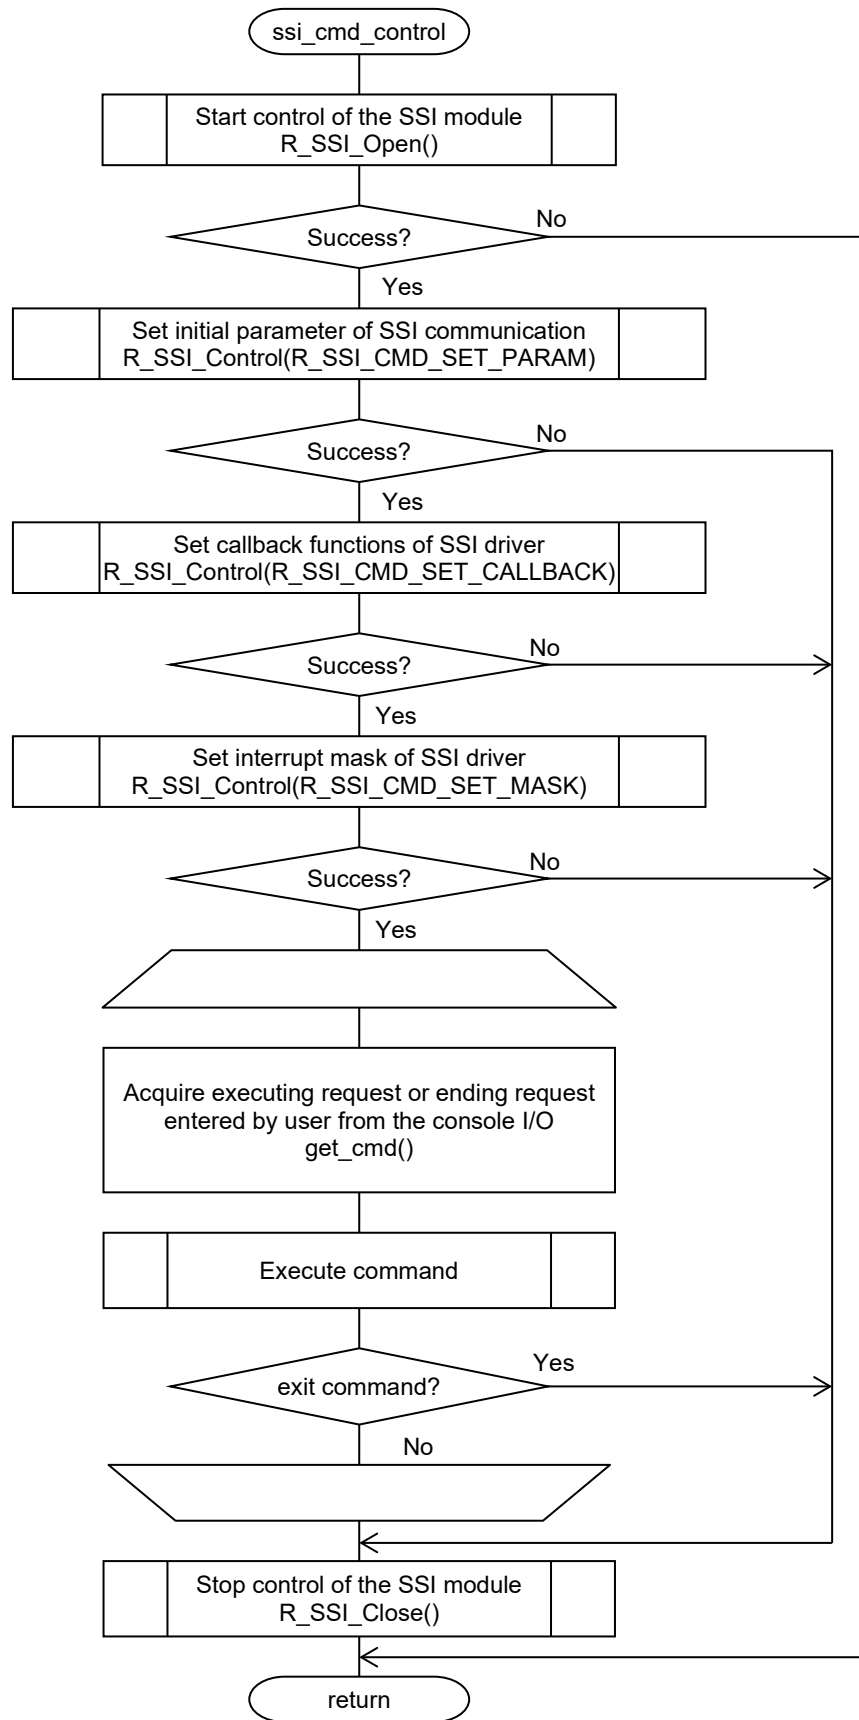 ssi_cmd_control
Start control of the SSI module
R_SSI_Open()
Success?
No
Yes
Set initial parameter of SSI communication
R_SSI_Control(R_SSI_CMD_SET_PARAM)
Success?
No
Yes
Set callback functions of SSI driver
R_SSI_Control(R_SSI_CMD_SET_CALLBACK)
Success?
No
Yes
Set interrupt mask of SSI driver
R_SSI_Control(R_SSI_CMD_SET_MASK)
Success?
No
Yes
Acquire executing request or ending request
entered by user from the console I/O
get_cmd()
Execute command
exit command?
Yes
No
Stop control of the SSI module
R_SSI_Close()
return